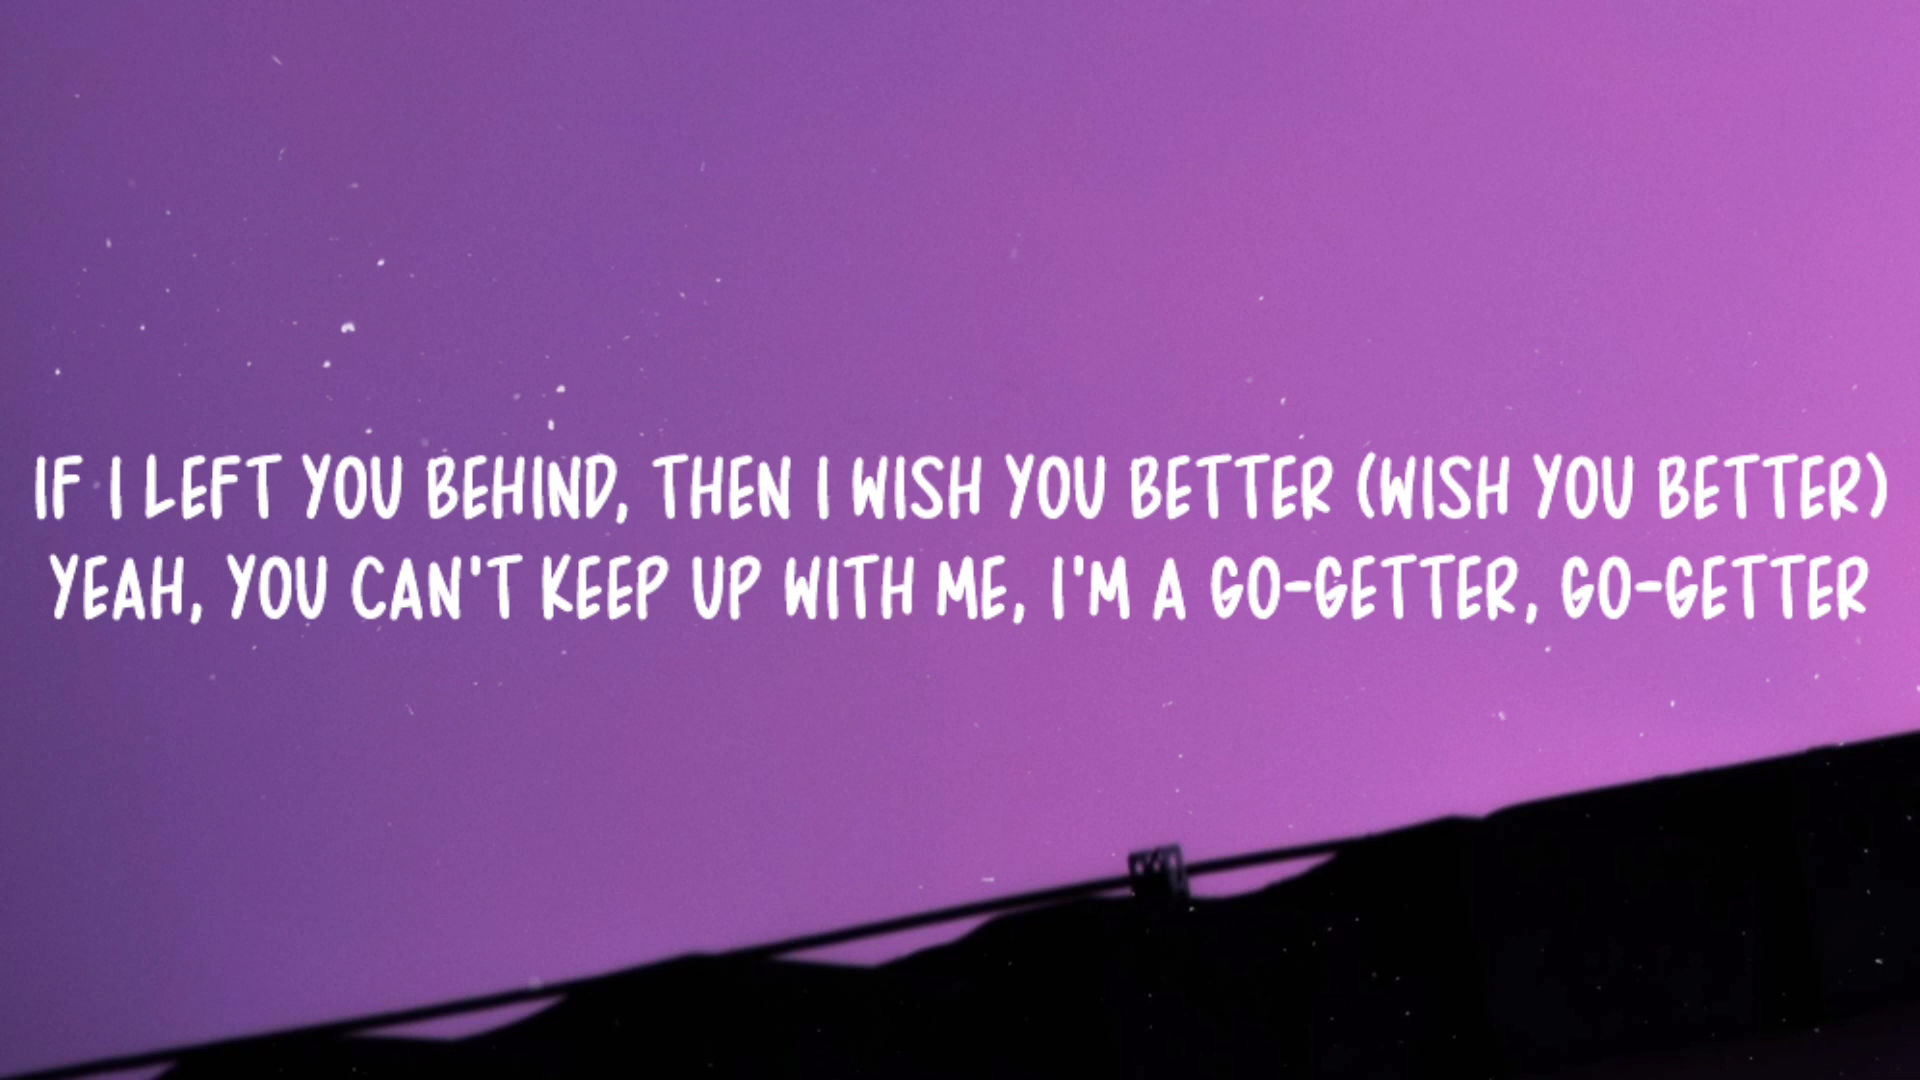 IF I LEFT YOU BEHIND, THEN I WISH YOU BETTER (WISH YOU BETTER)
YEAH, YOU CAN'T KEEP UP WITH ME, I'M A GO-GETTER, GO-GETTER